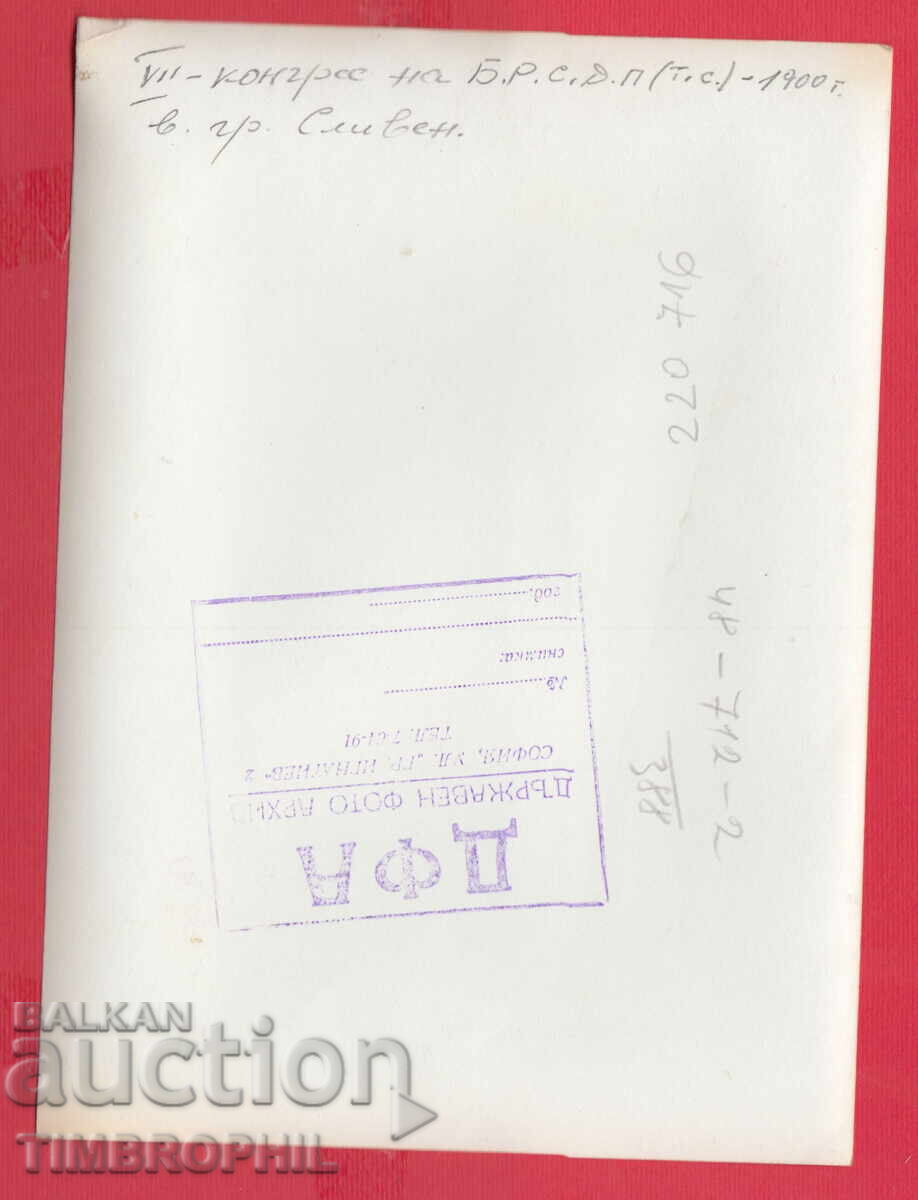 VII - конгрес на Б.Р.С.Д.П (т.с.) - 1900 г.
в. гр. Сливен.
220 716
48 - 712 - 2
388
ДФА
ДЪРЖАВЕН ФОТО АРХИВ
СОФИЯ, УЛ. „ГР. ИГНАТИЕВ“ 2
ТЕЛ. 7-61-91
№
снимка:
год.
BALKAN
auction
TIMBROPHIL